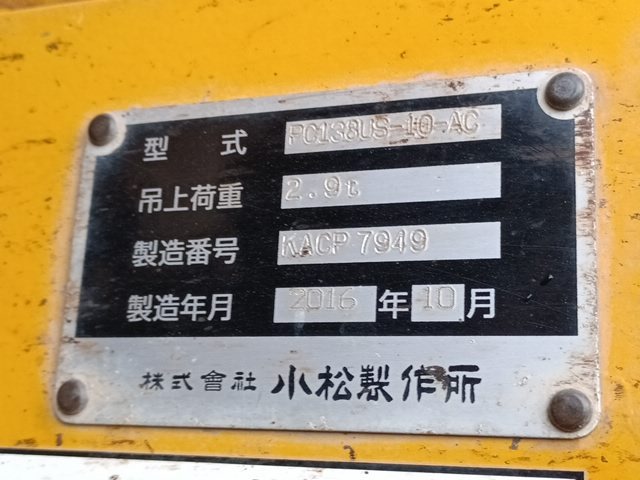 型 式 PC138US-10-AC
吊上荷重 2.9t
製造番号 KACP 7949
製造年月 2016 年 10 月
株式會社 小松製作所